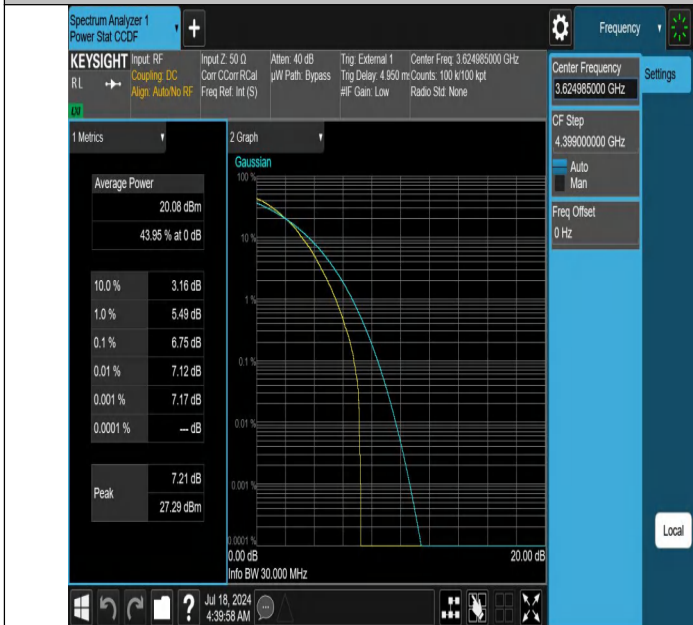 Spectrum Analyzer 1
Power Stat CCDF
+
Frequency
KEYSIGHT
RL
LXI
Input: RF
Coupling: DC
Align: Auto/No RF
Input Z: 50 Ω
Corr CCorr RCal
Freq Ref: Int (S)
Atten: 40 dB
µW Path: Bypass
Trig: External 1
Trig Delay: 4.950 ms
#IF Gain: Low
Center Freq: 3.624985000 GHz
Counts: 100 k/100 kpt
Radio Std: None
Center Frequency
3.624985000 GHz
Settings
CF Step
4.399000000 GHz
Auto
Man
Freq Offset
0 Hz
1 Metrics
Average Power
20.08 dBm
43.95 % at 0 dB
10.0 % 3.16 dB
1.0 % 5.49 dB
0.1 % 6.75 dB
0.01 % 7.12 dB
0.001 % 7.17 dB
0.0001 % --- dB
Peak
7.21 dB
27.29 dBm
2 Graph
Gaussian
100 %
10 %
1 %
0.1 %
0.01 %
0.001 %
0.0001 %
0.00 dB 20.00 dB
Info BW 30.000 MHz
Local
?
Jul 18, 2024
4:39:58 AM